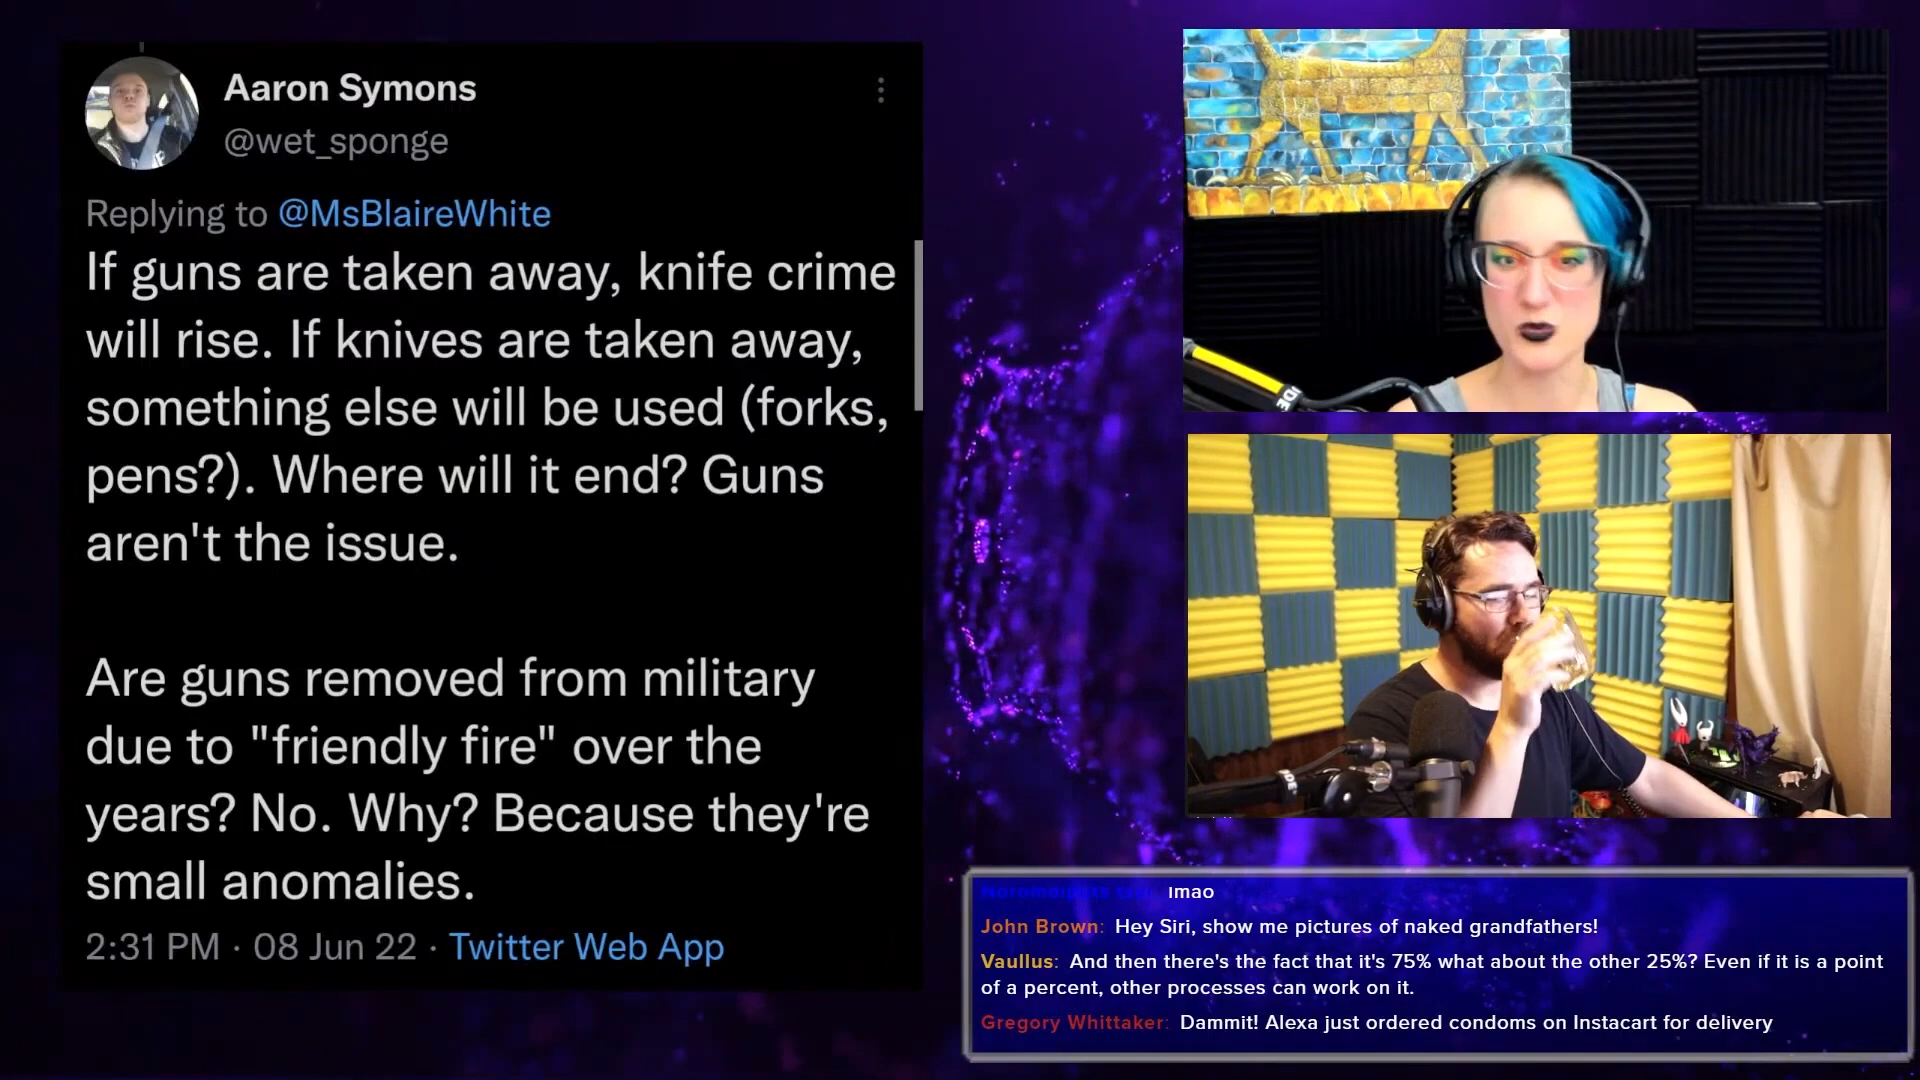 Aaron Symons
@wet_sponge
Replying to @MsBlaireWhite
If guns are taken away, knife crime
will rise. If knives are taken away,
something else will be used (forks,
pens?). Where will it end? Guns
aren't the issue.
Are guns removed from military
due to "friendly fire" over the
years? No. Why? Because they're
small anomalies.
2:31 PM · 08 Jun 22 · Twitter Web App
lmao
John Brown: Hey Siri, show me pictures of naked grandfathers!
Vaullus: And then there's the fact that it's 75% what about the other 25%? Even if it is a point
of a percent, other processes can work on it.
Gregory Whittaker: Dammit! Alexa just ordered condoms on Instacart for delivery